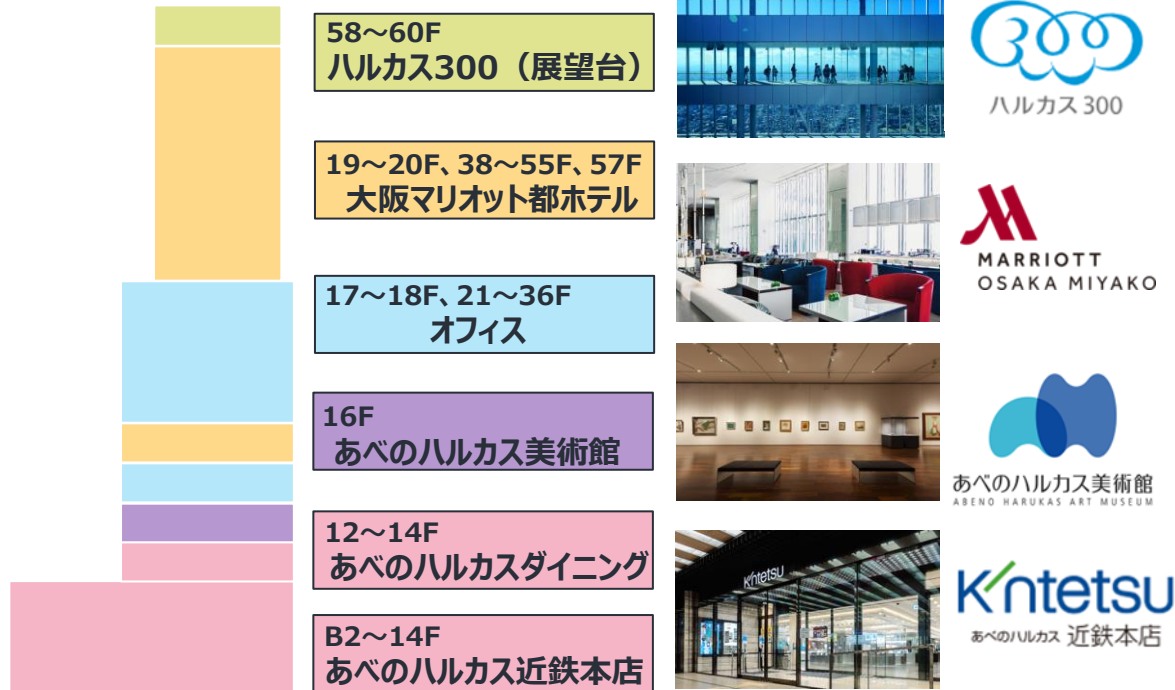 58～60F
ハルカス300（展望台）
300
ハルカス 300
19～20F、38～55F、57F
大阪マリオット都ホテル
MARRIOTT
OSAKA MIYAKO
17～18F、21～36F
オフィス
16F
あべのハルカス美術館
あべのハルカス美術館
ABENO HARUKAS ART MUSEUM
12～14F
あべのハルカスダイニング
Kintetsu
Kintetsu
あべのハルカス 近鉄本店
B2～14F
あべのハルカス近鉄本店